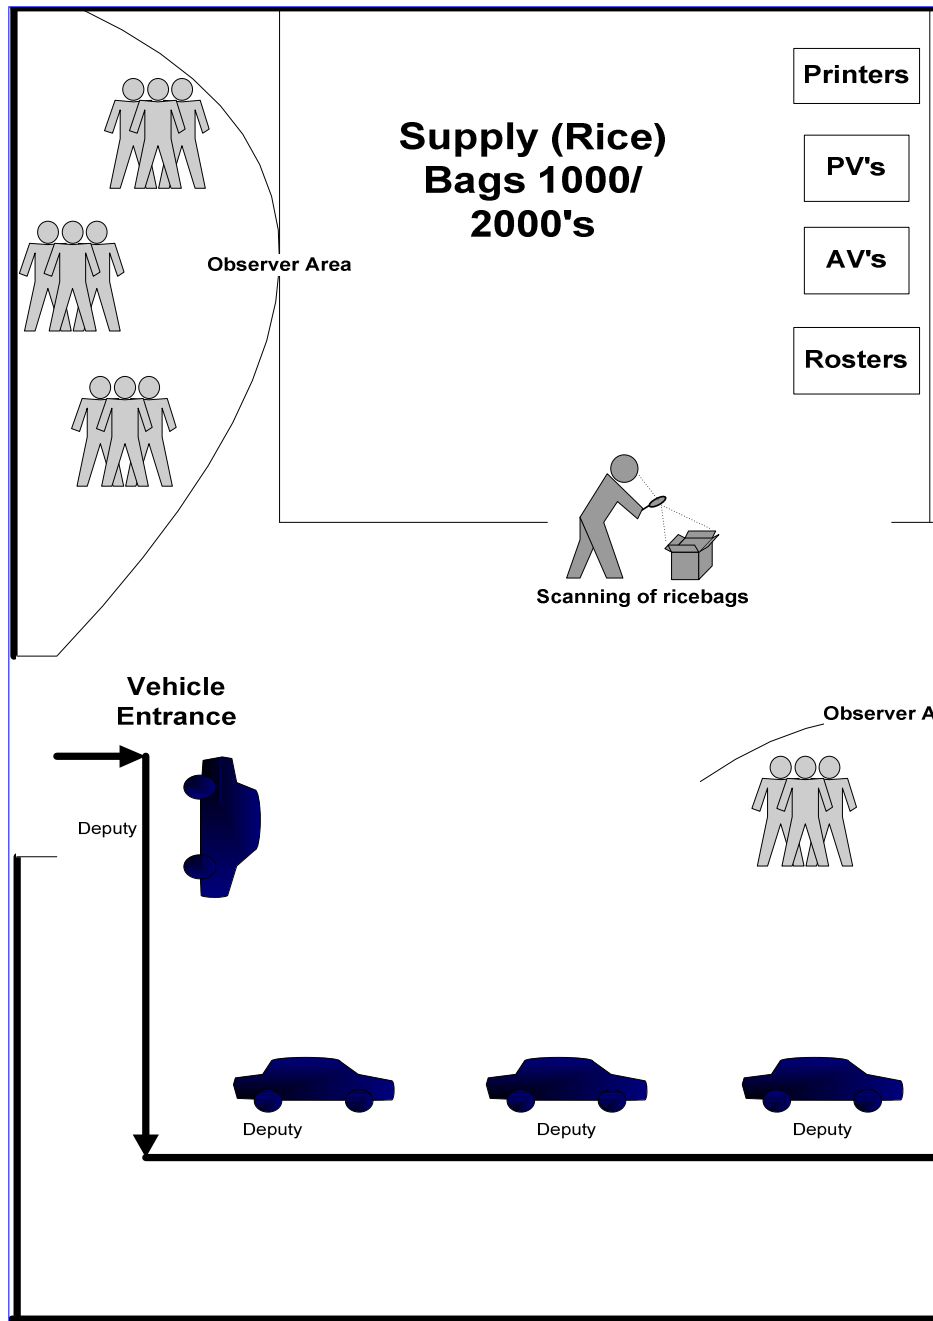 Printers
Supply (Rice)
Bags 1000/
2000's
PV's
AV's
Observer Area
Rosters
Scanning of ricebags
Vehicle
Entrance
Observer A
Deputy
Deputy
Deputy
Deputy